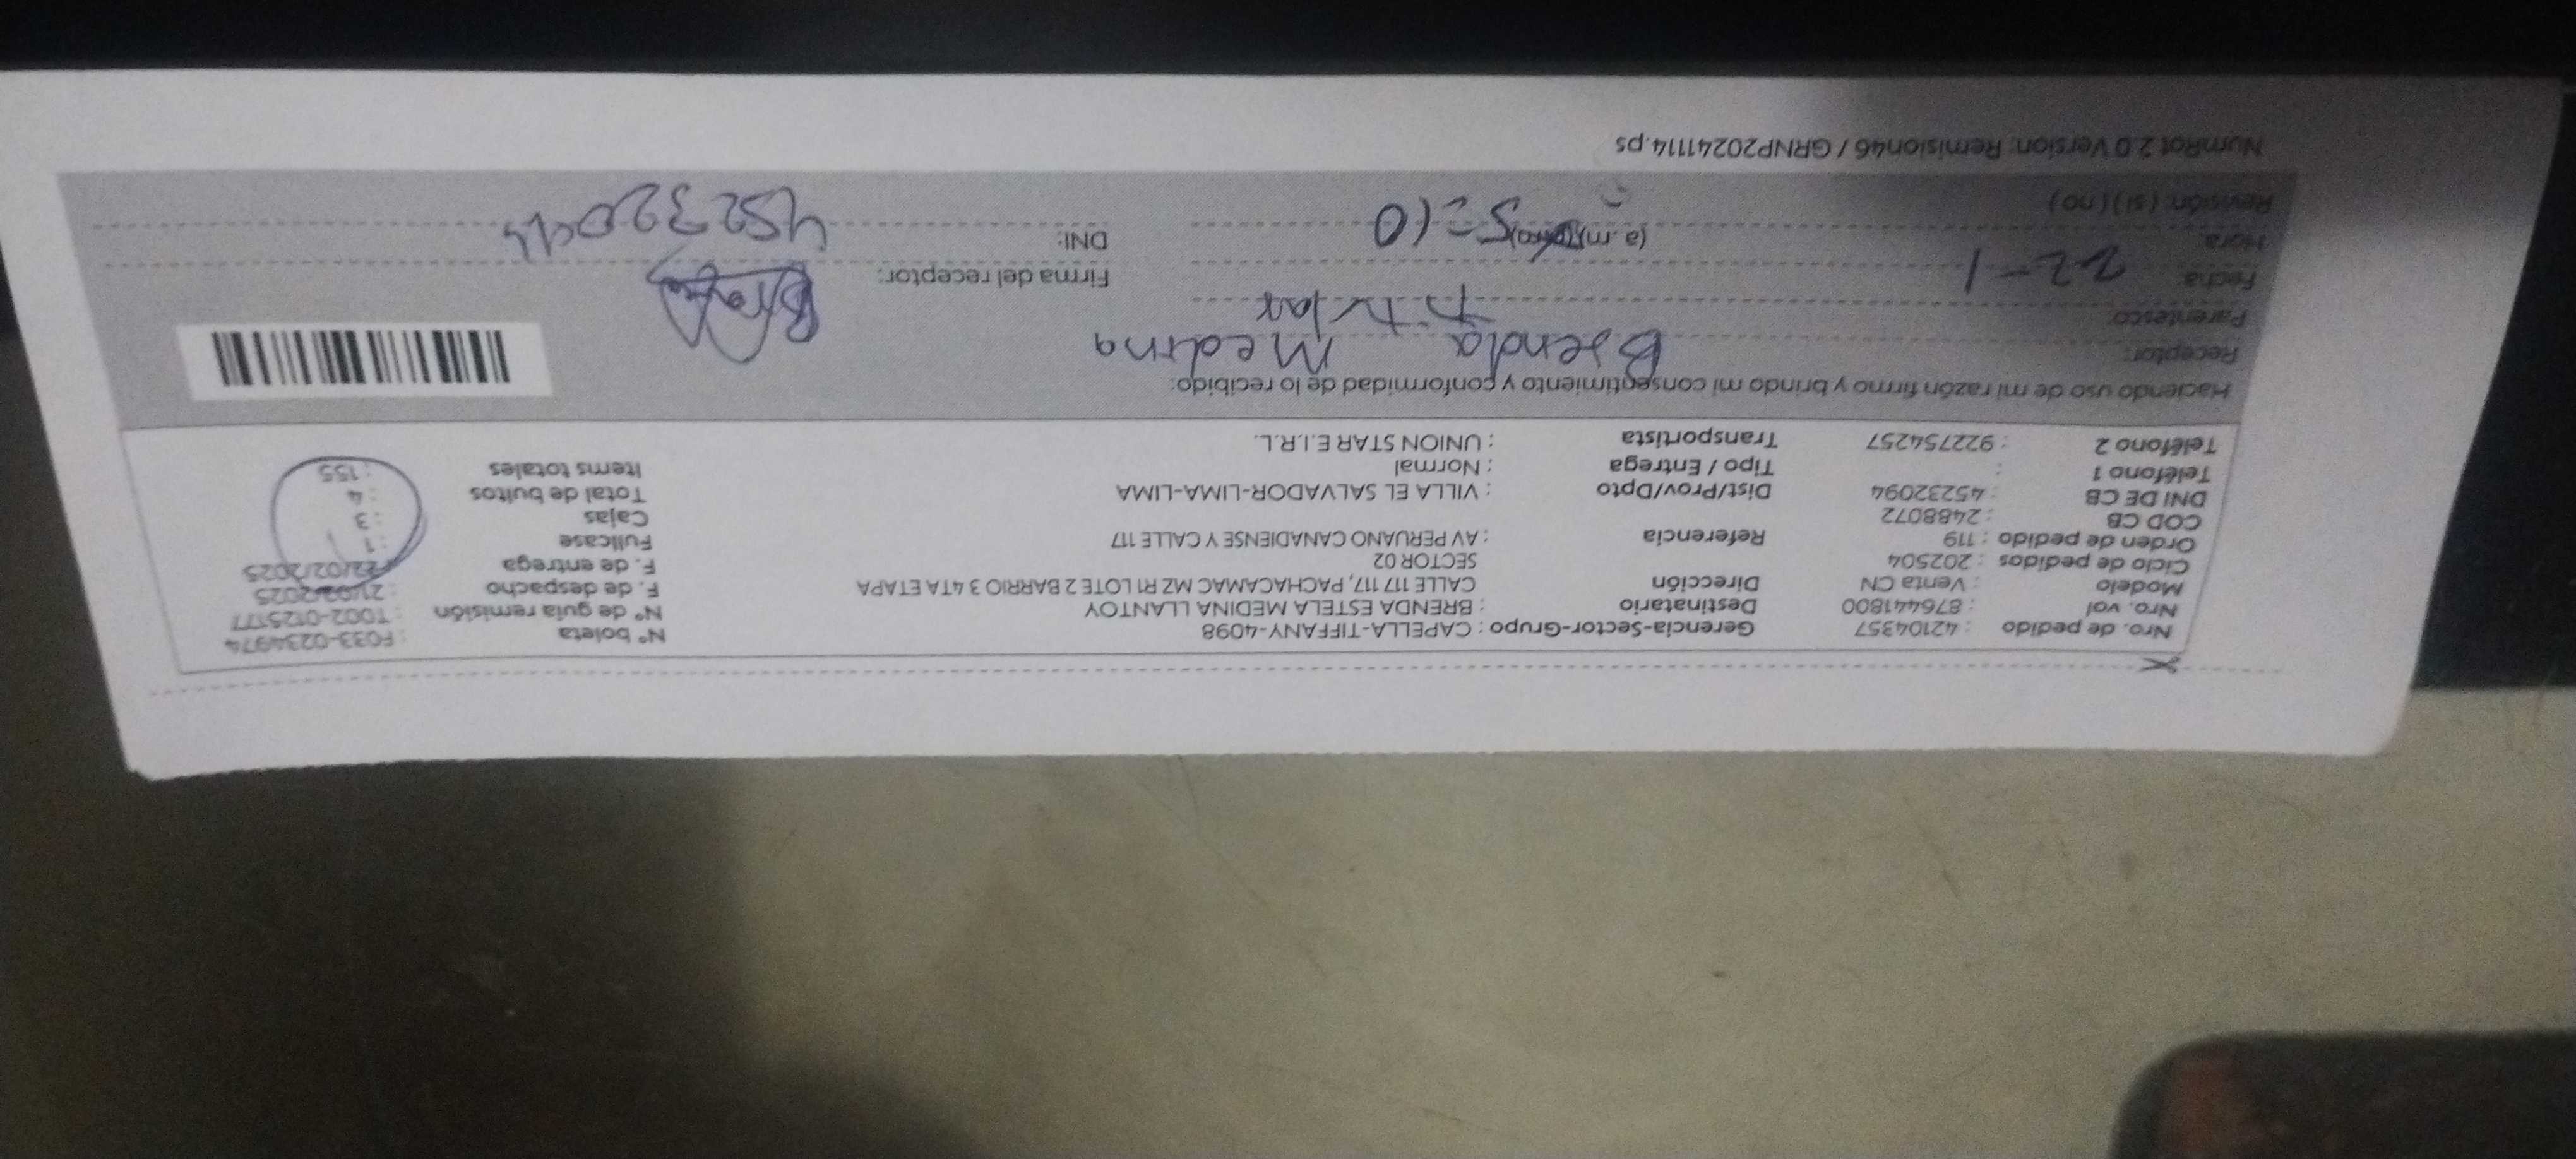 Nro. de pedido : 42104357 Gerencia-Sector-Grupo : CAPELLA-TIFFANY-4098 N° boleta : F033-0234974
Nro. vol : 876441800 Destinatario : BRENDA ESTELA MEDINA LLANTOY N° de guía remisión : T002-0125177
Modelo : Venta CN Dirección CALLE 117 117 117, PACHACAMAC MZ R1 LOTE 2 BARRIO 3 4TA ETAPA F. de despacho : 21/02/2025
Ciclo de pedidos : 202504 SECTOR 02 F. de entrega : 22/02/2025
Orden de pedido : 119 Referencia : AV PERUANO CANADIENSE Y CALLE 117 Fullcase : 1
COD CB : 2488072 Cajas : 3
DNI DE CB : 45232094 Dist/Prov/Dpto : VILLA EL SALVADOR-LIMA-LIMA Total de bultos : 4
Teléfono 1 : Tipo / Entrega : Normal Items totales : 155
Teléfono 2 : 922754257 Transportista : UNION STAR E.I.R.L.
Haciendo uso de mi razón firmo y brindo mi consentimiento y conformidad de lo recibido:
Receptor: Brenda Medina
Parentesco: titular
Fecha: 22-1 Firma del receptor:
Hora (a.m)(p.m) 5=10 DNI:
Revisión: (si) (no)
NumRot 2.0 Version: Remision46 / GRNP20241114.ps